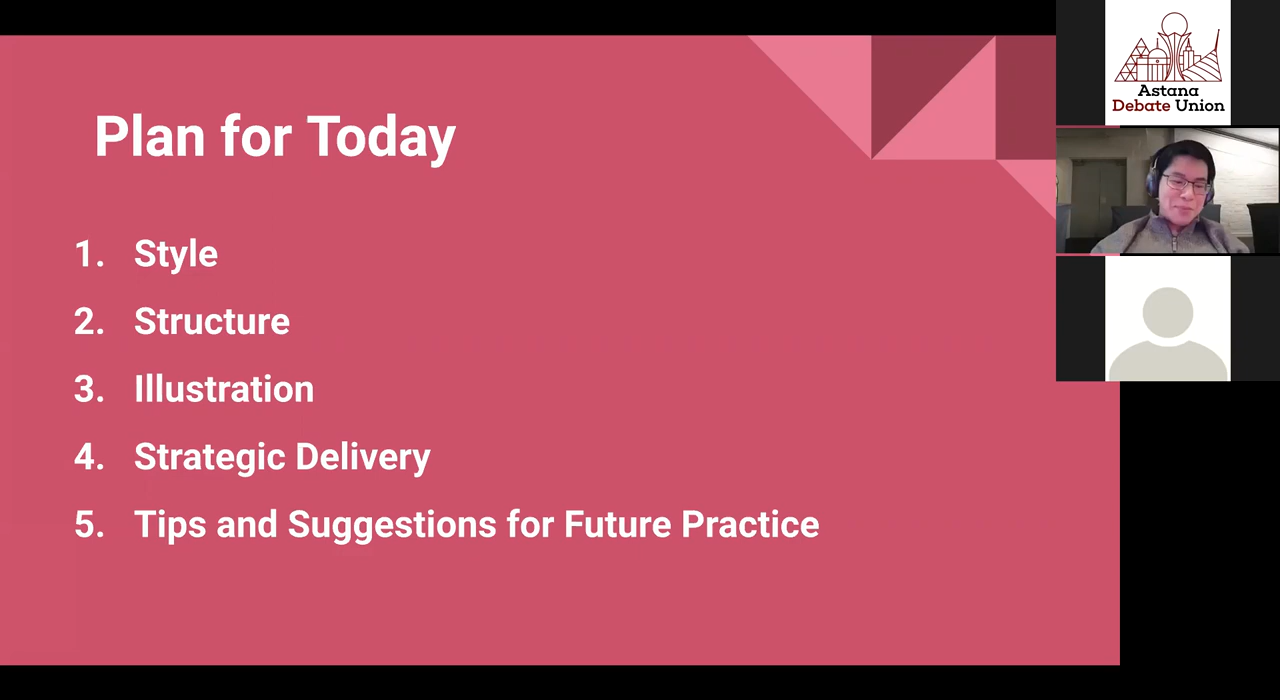 Plan for Today
1. Style
2. Structure
3. Illustration
4. Strategic Delivery
5. Tips and Suggestions for Future Practice
Astana
Debate Union